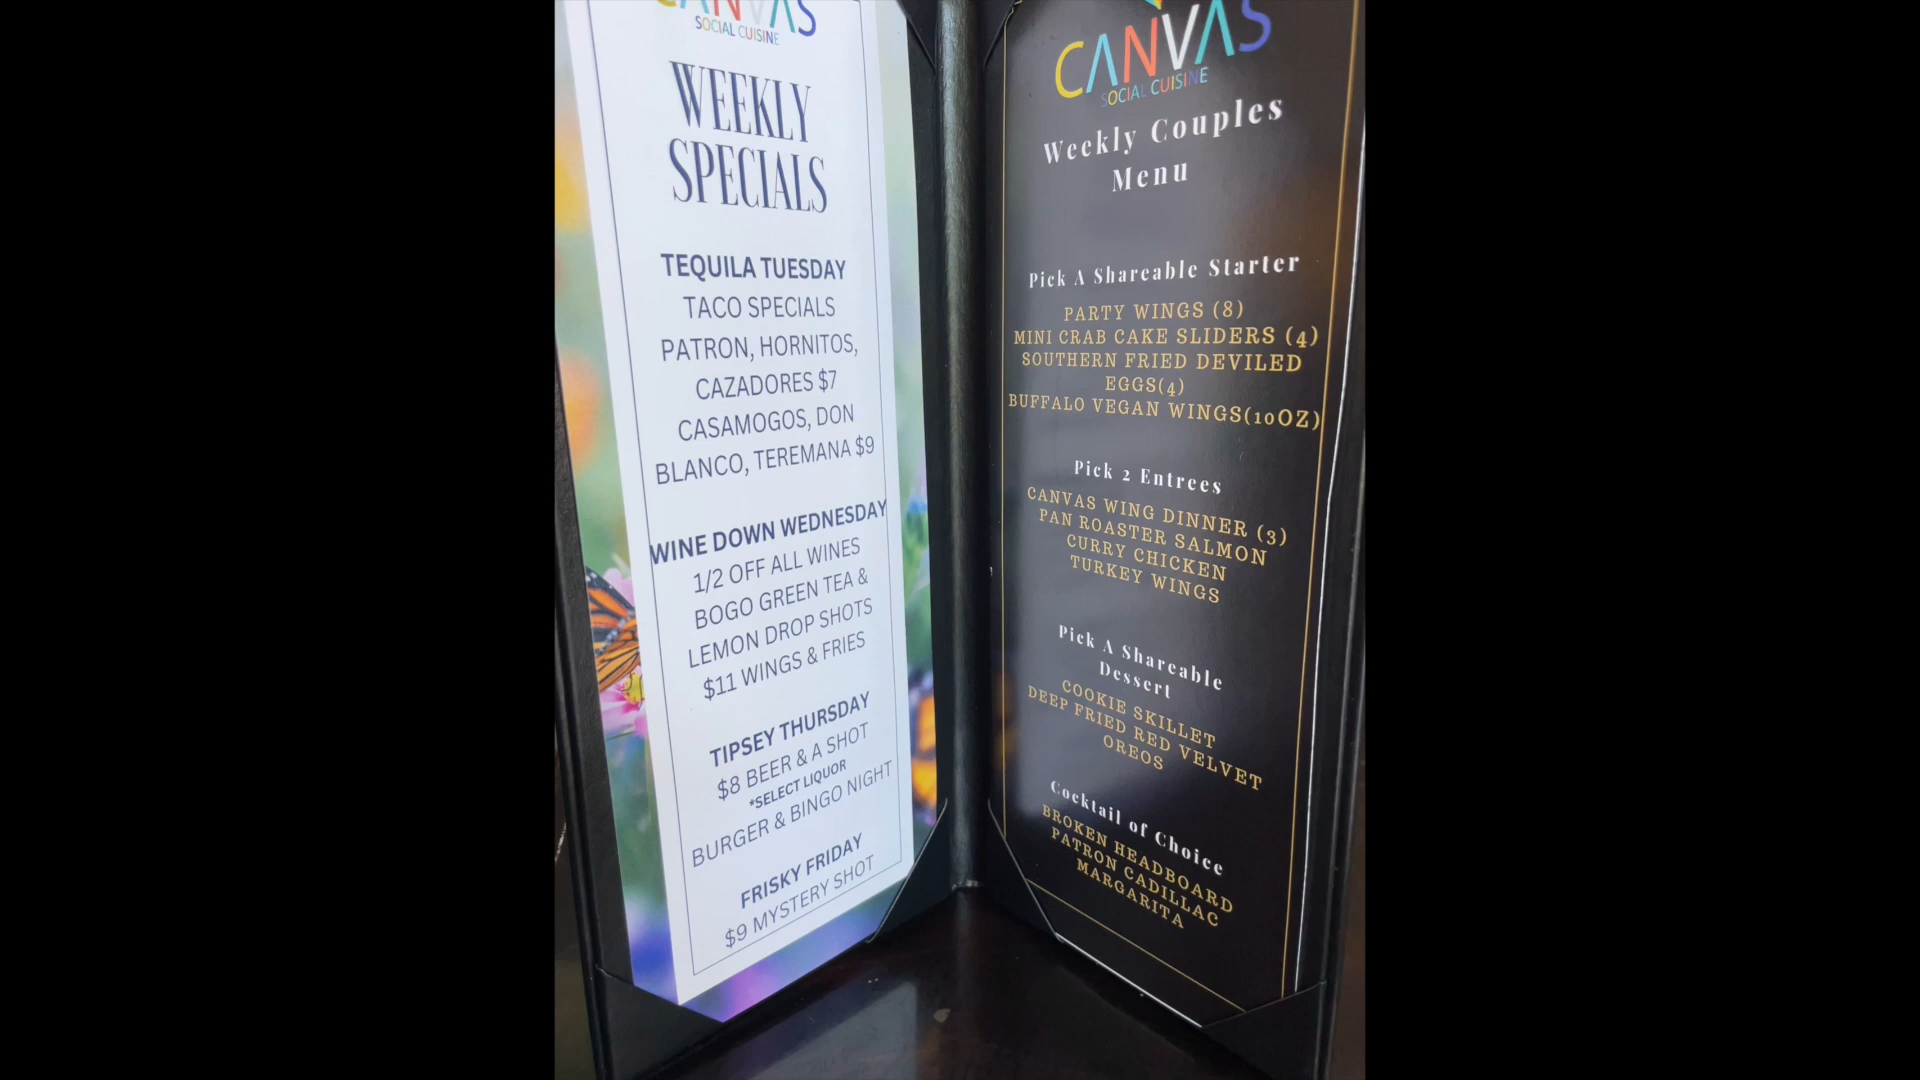 CANVAS
SOCIAL CUISINE
WEEKLY
SPECIALS
TEQUILA TUESDAY
TACO SPECIALS
PATRON, HORNITOS,
CAZADORES $7
CASAMOGOS, DON
BLANCO, TEREMANA $9
WINE DOWN WEDNESDAY
1/2 OFF ALL WINES
BOGO GREEN TEA &
LEMON DROP SHOTS
$11 WINGS & FRIES
TIPSEY THURSDAY
$8 BEER & A SHOT
*SELECT LIQUOR
BURGER & BINGO NIGHT
FRISKY FRIDAY
$9 MYSTERY SHOT
CANVAS
SOCIAL CUISINE
Weekly Couples
Menu
Pick A Shareable Starter
PARTY WINGS (8)
MINI CRAB CAKE SLIDERS (4)
SOUTHERN FRIED DEVILED
EGGS(4)
BUFFALO VEGAN WINGS(10OZ)
Pick 2 Entrees
CANVAS WING DINNER (3)
PAN ROASTER SALMON
CURRY CHICKEN
TURKEY WINGS
Pick A Shareable
Dessert
COOKIE SKILLET
DEEP FRIED RED VELVET
OREOS
Cocktail of Choice
BROKEN HEADBOARD
PATRON CADILLAC
MARGARITA